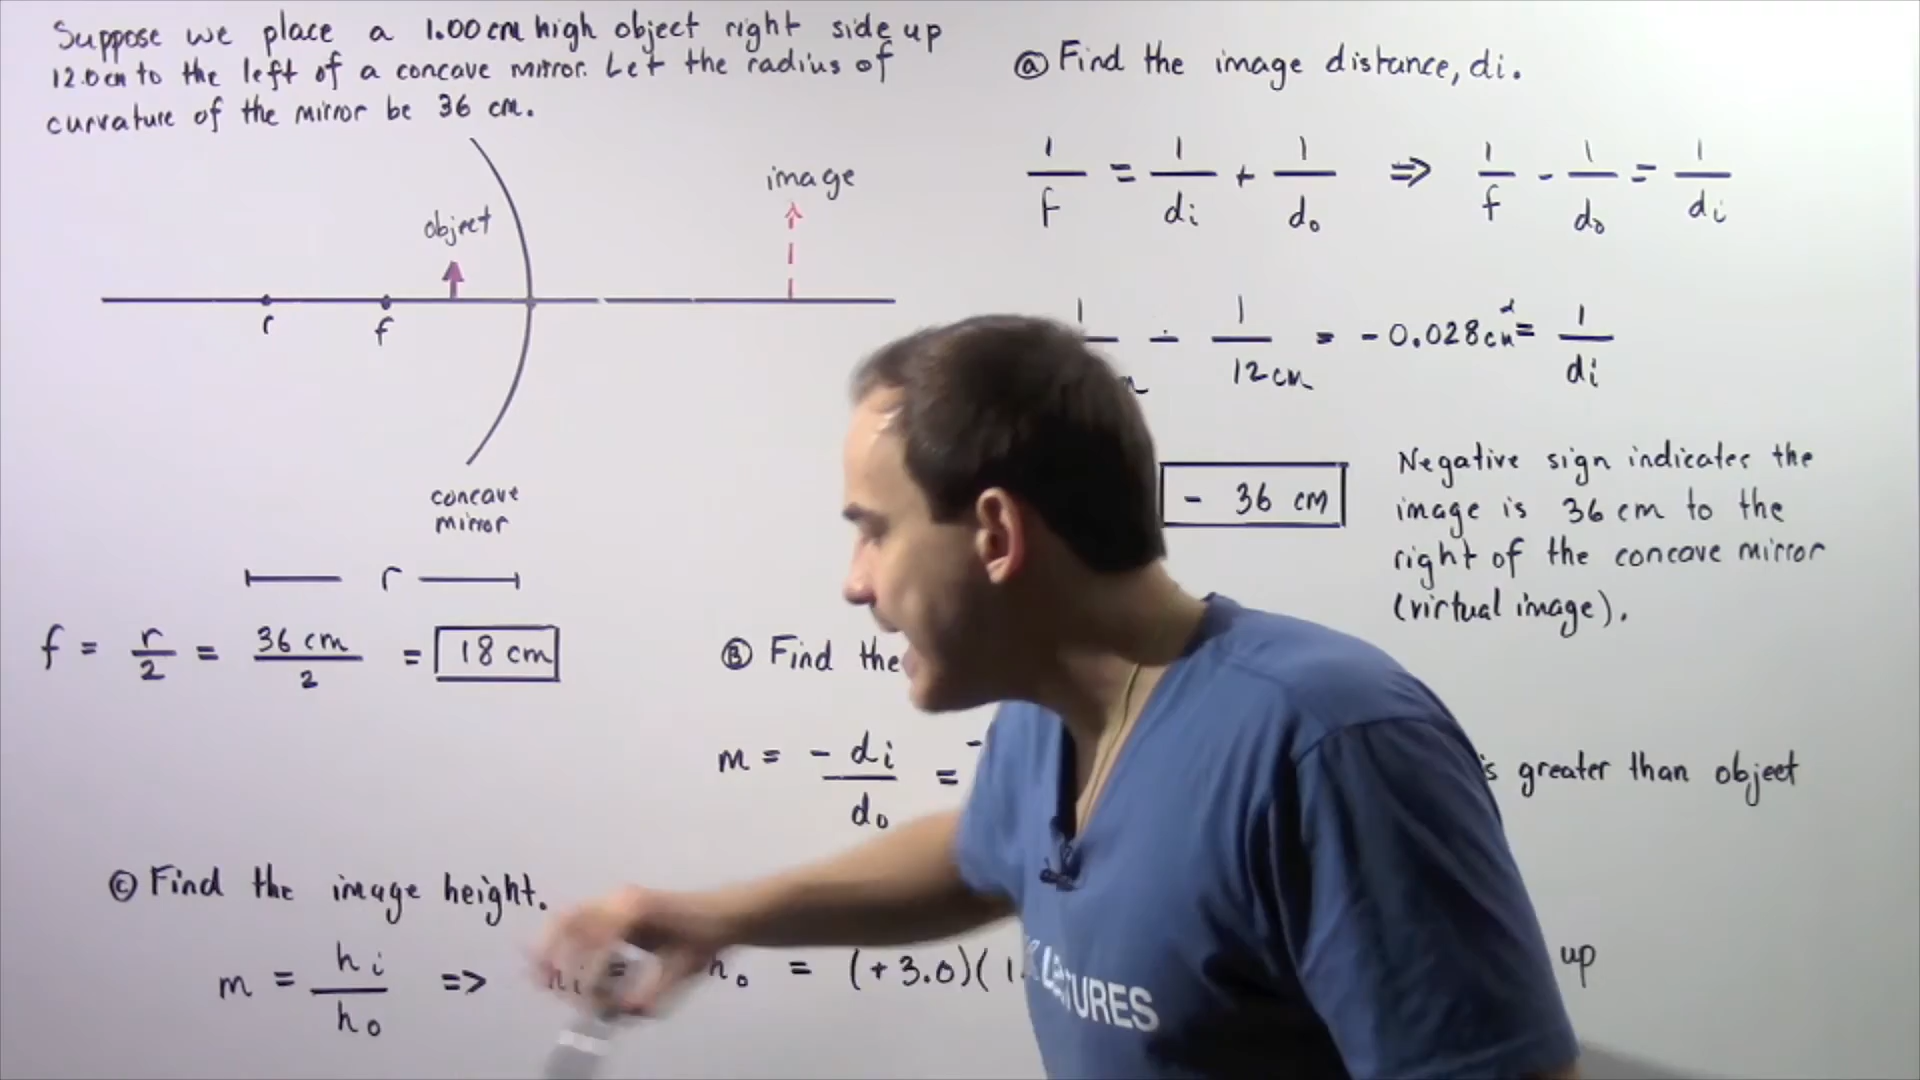 Suppose we place a 1.00 cm high object right side up
12.0 cm to the left of a concave mirror. Let the radius of
curvature of the mirror be 36 cm.
object
image
r
f
concave
mirror
r
f = r/2 = 36 cm/2 = 18 cm
ⓐ Find the image distance, di.
1/f = 1/di + 1/do ⇒ 1/f - 1/do = 1/di
1 - 1/12cm = -0.028cm = 1/di
- 36 cm
Negative sign indicates the
image is 36 cm to the
right of the concave mirror
(virtual image).
Ⓑ Find the
m = - di/do = -
is greater than object
Ⓒ Find the image height.
m = hi/ho ⇒ hi = ho = (+3.0)(1
up
LECTURES